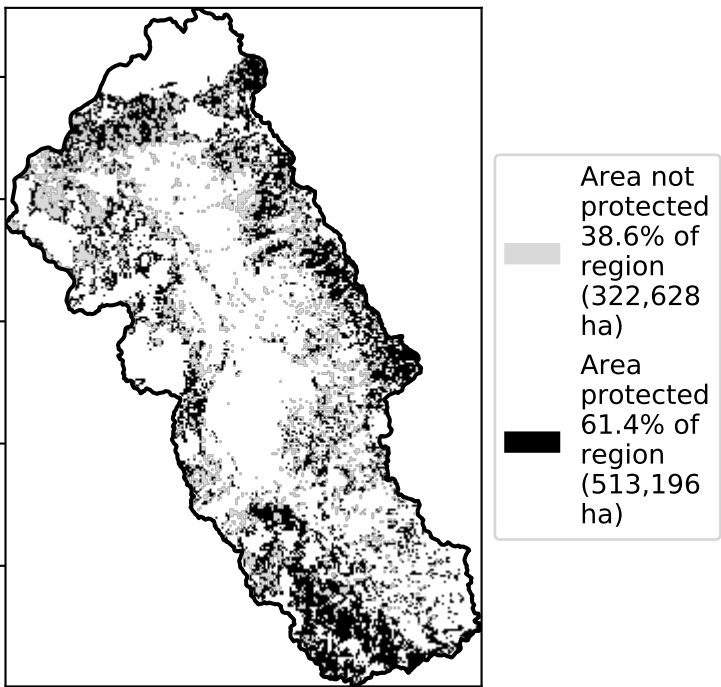 Area not
protected
38.6% of
region
(322,628
ha)
Area
protected
61.4% of
region
(513,196
ha)